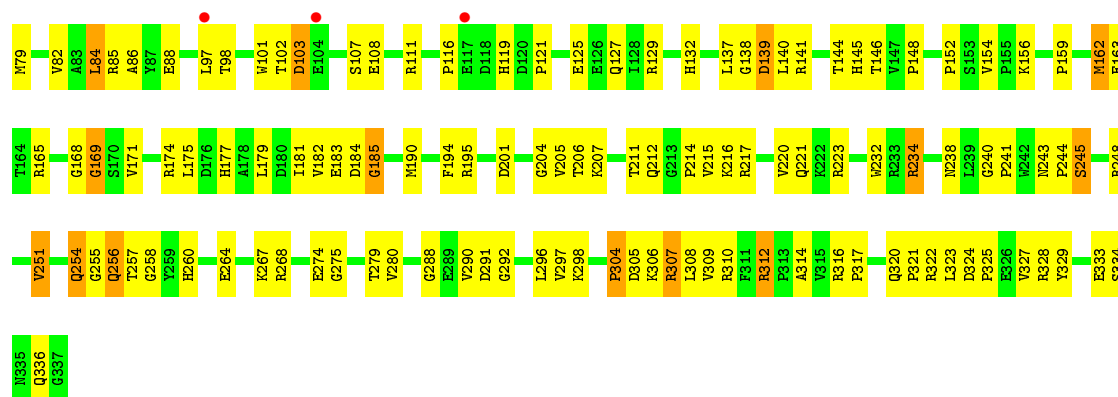 M79 V82 A83 L84 R85 A86 Y87 E88 L97 T98 W101 T102 D103 E104 S107 E108 R111 P116 E117 D118 H119 D120 P121 E125 E126 Q127 I128 R129 H132 L137 G138 D139 L140 R141 T144 H145 T146 V147 P148 P152 S153 V154 P155 K156 P159 M162
T164 R165 G168 G169 S170 V171 R174 L175 D176 H177 A178 L179 D180 I181 V182 E183 D184 G185 M190 F194 R195 D201 G204 V205 T206 K207 T211 Q212 G213 P214 V215 K216 R217 V220 Q221 K222 R223 W232 R233 R234 N238 L239 G240 P241 W242 N243 P244 S245
V251 Q254 G255 Q256 T257 G258 Y259 H260 E264 K267 R268 E274 G275 T279 V280 G288 E289 V290 D291 G292 L296 V297 K298 P304 D305 K306 R307 L308 V309 R310 F311 R312 P313 A314 V315 R316 P317 Q320 P321 R322 L323 D324 P325 E326 V327 R328 Y329 E333
N335 Q336 G337